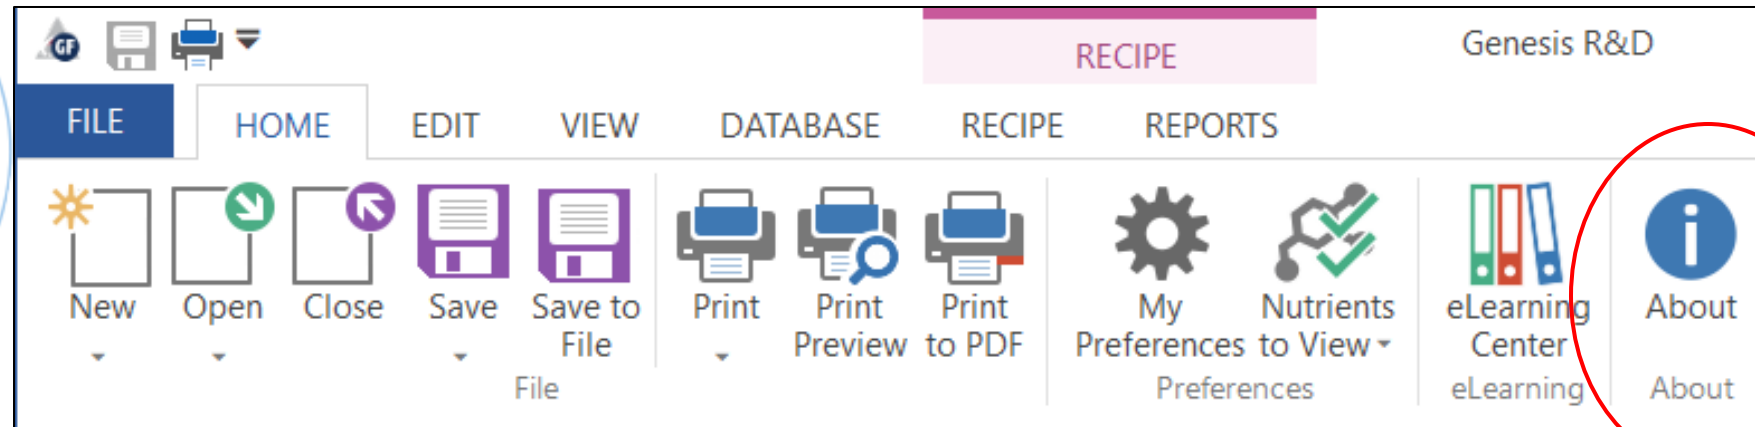 GF
RECIPE
Genesis R&D
FILE HOME EDIT VIEW DATABASE RECIPE REPORTS
New Open Close Save Save to File Print Print Preview Print to PDF My Preferences Nutrients to View eLearning Center About
File Preferences eLearning About